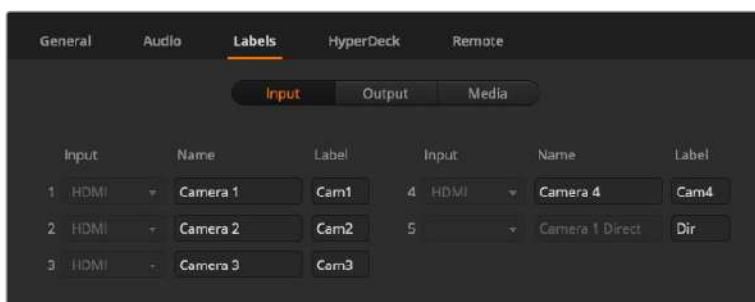 General Audio Labels HyperDeck Remote
Input Output Media
Input Name Label Input Name Label
1 HDMI Camera 1 Cam1 4 HDMI Camera 4 Cam4
2 HDMI Camera 2 Cam2 5 Camera 1 Direct Dir
3 HDMI Camera 3 Cam3